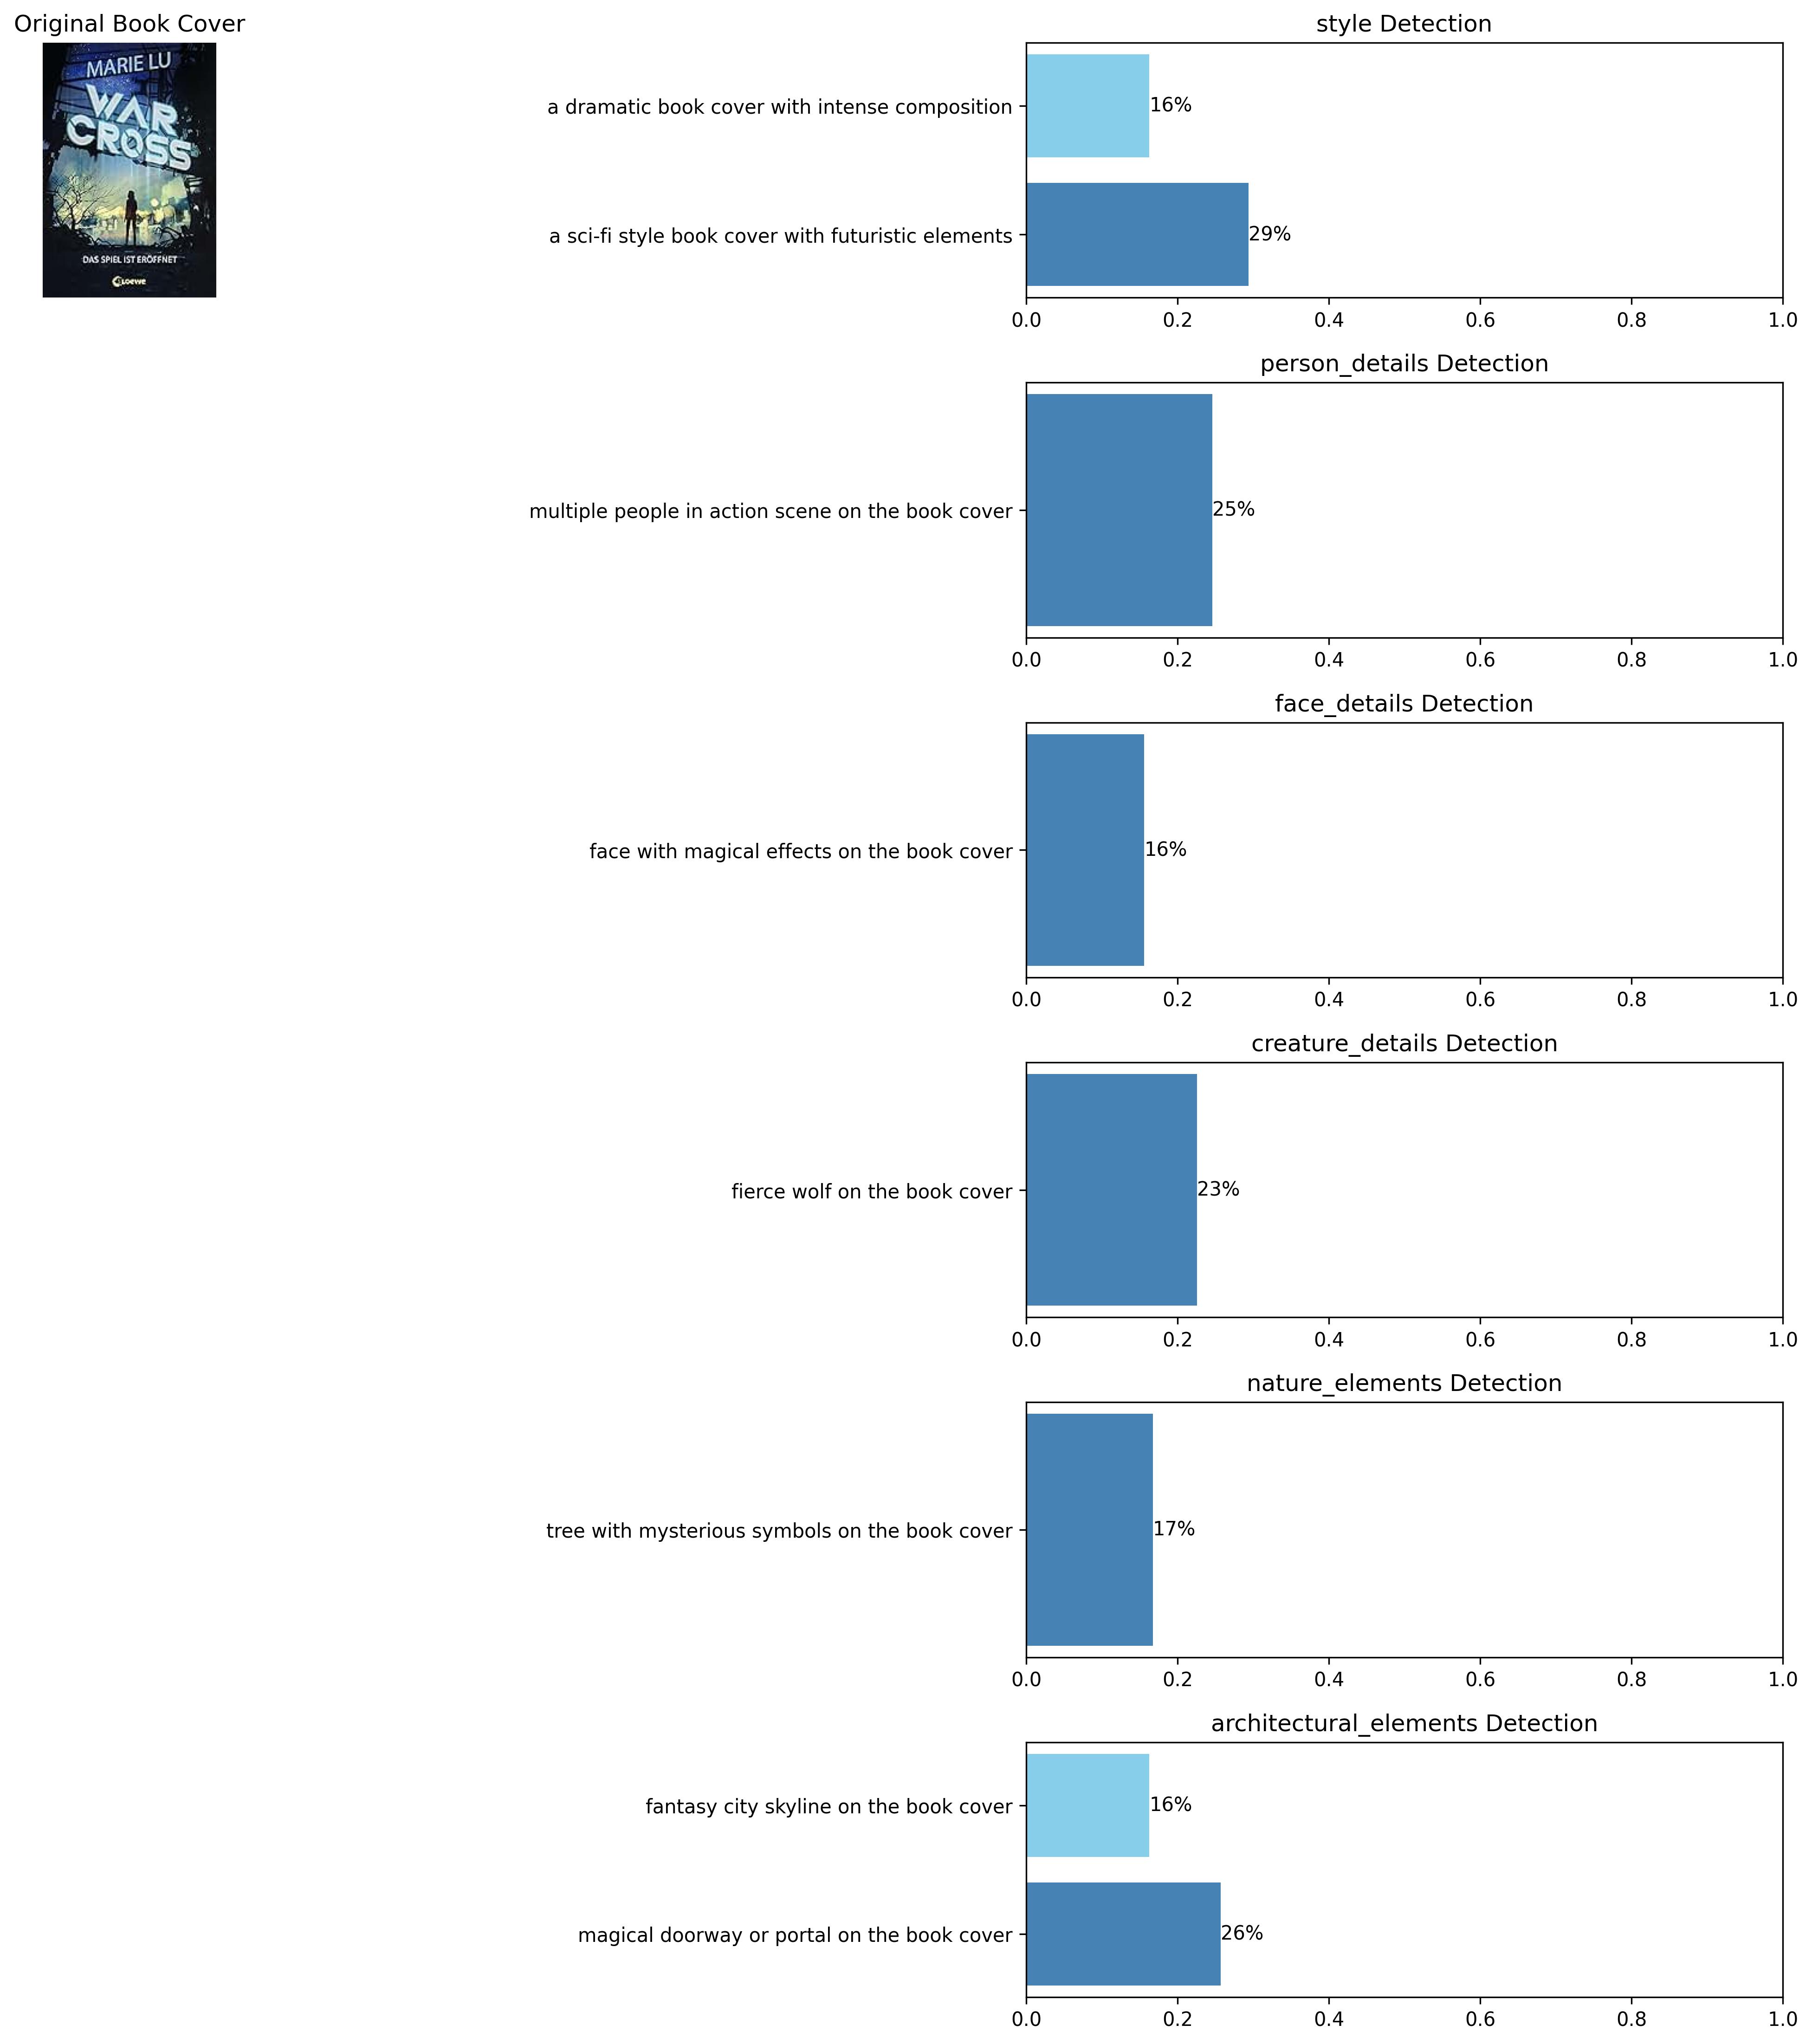 Original Book Cover
MARIE LU
WAR
CROSS
DAS SPIEL IST ERÖFFNET
Loewe
style Detection
a dramatic book cover with intense composition
16%
a sci-fi style book cover with futuristic elements
29%
0.0 0.2 0.4 0.6 0.8 1.0
person_details Detection
multiple people in action scene on the book cover
25%
0.0 0.2 0.4 0.6 0.8 1.0
face_details Detection
face with magical effects on the book cover
16%
0.0 0.2 0.4 0.6 0.8 1.0
creature_details Detection
fierce wolf on the book cover
23%
0.0 0.2 0.4 0.6 0.8 1.0
nature_elements Detection
tree with mysterious symbols on the book cover
17%
0.0 0.2 0.4 0.6 0.8 1.0
architectural_elements Detection
fantasy city skyline on the book cover
16%
magical doorway or portal on the book cover
26%
0.0 0.2 0.4 0.6 0.8 1.0